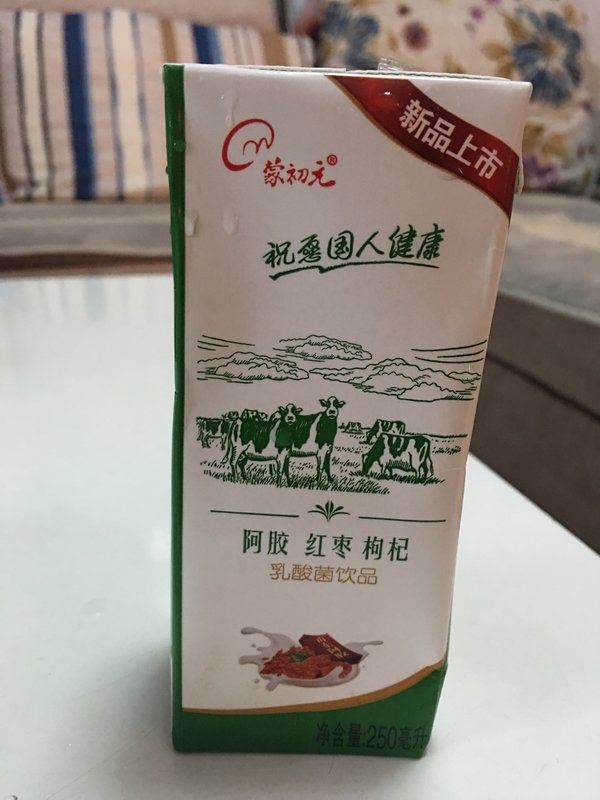 新品上市
蒙初元®
祝愿国人健康
阿胶 红枣 枸杞
乳酸菌饮品
净含量:250毫升